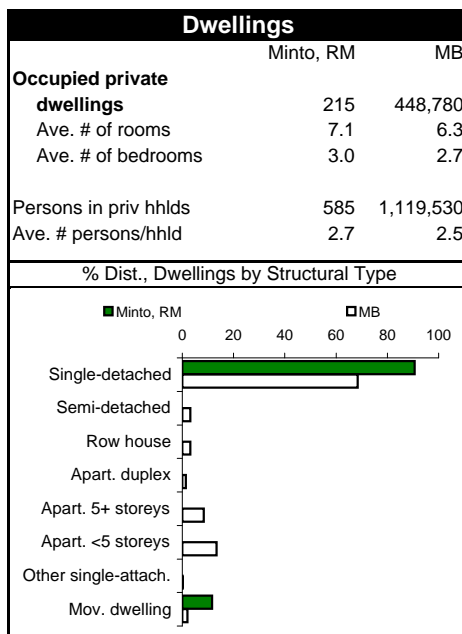 Dwellings
Minto, RM MB
Occupied private
dwellings 215 448,780
Ave. # of rooms 7.1 6.3
Ave. # of bedrooms 3.0 2.7
Persons in priv hhlds 585 1,119,530
Ave. # persons/hhld 2.7 2.5
% Dist., Dwellings by Structural Type
Minto, RM MB
0 20 40 60 80 100
Single-detached
Semi-detached
Row house
Apart. duplex
Apart. 5+ storeys
Apart. <5 storeys
Other single-attach.
Mov. dwelling